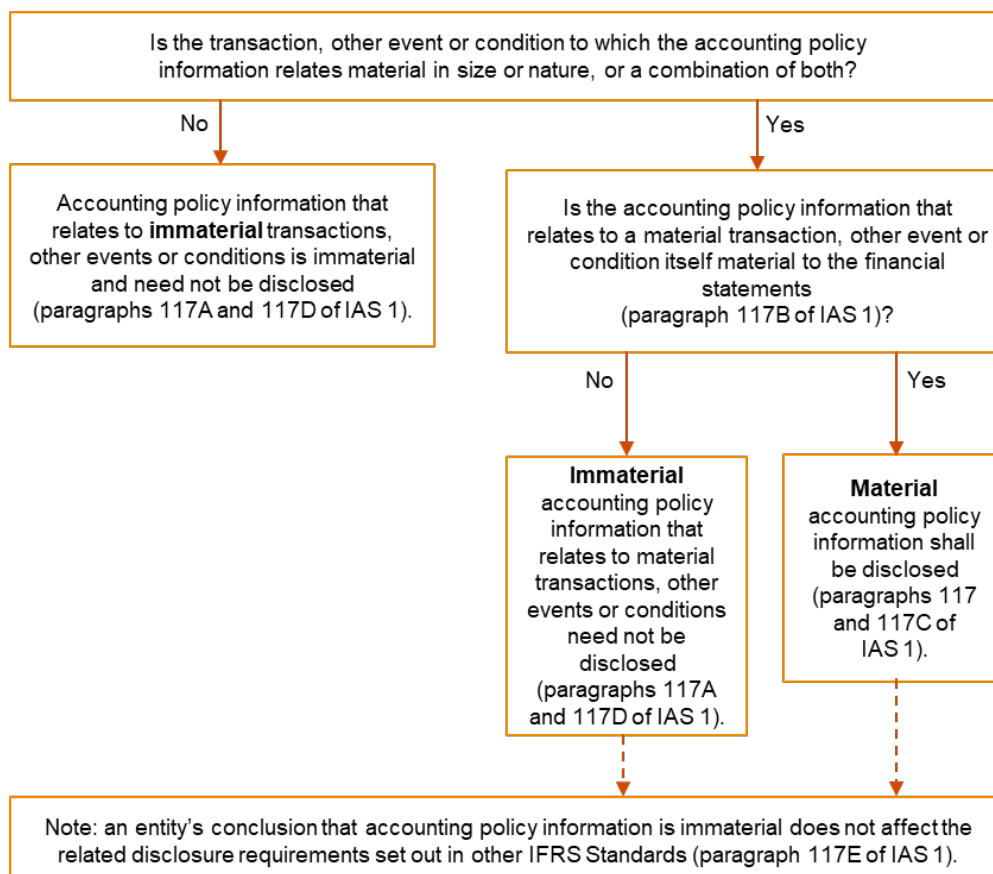 Is the transaction, other event or condition to which the accounting policy
information relates material in size or nature, or a combination of both?
No
Yes
Accounting policy information that
relates to immaterial transactions,
other events or conditions is immaterial
and need not be disclosed
(paragraphs 117A and 117D of IAS 1).
Is the accounting policy information that
relates to a material transaction, other event or
condition itself material to the financial
statements
(paragraph 117B of IAS 1)?
No
Yes
Immaterial
accounting policy
information that
relates to material
transactions, other
events or conditions
need not be
disclosed
(paragraphs 117A
and 117D of IAS 1).
Material
accounting policy
information shall
be disclosed
(paragraphs 117
and 117C of
IAS 1).
Note: an entity's conclusion that accounting policy information is immaterial does not affect the
related disclosure requirements set out in other IFRS Standards (paragraph 117E of IAS 1).